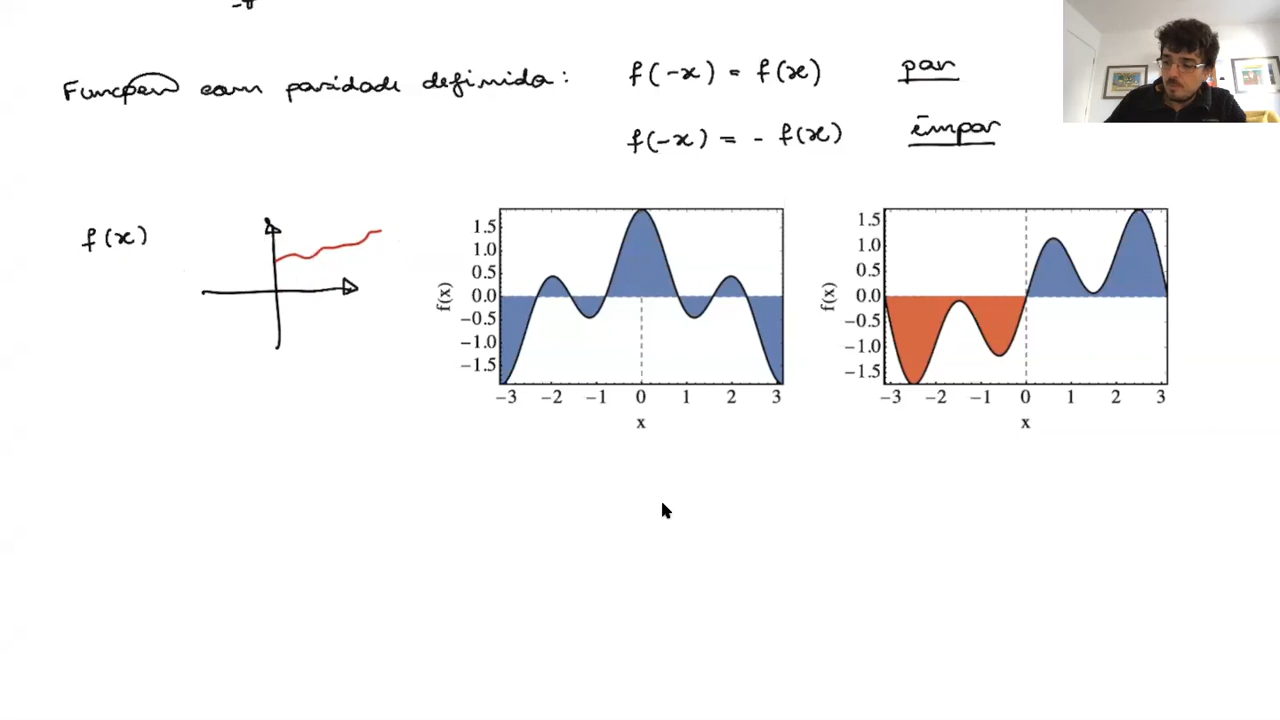 Funções com paridade definida: f(-x) = f(x) par
f(-x) = - f(x) ímpar
f(x)
1.5
1.0
0.5
0.0
−0.5
−1.0
−1.5
f(x)
−3 −2 −1 0 1 2 3
x
1.5
1.0
0.5
0.0
−0.5
−1.0
−1.5
f(x)
−3 −2 −1 0 1 2 3
x